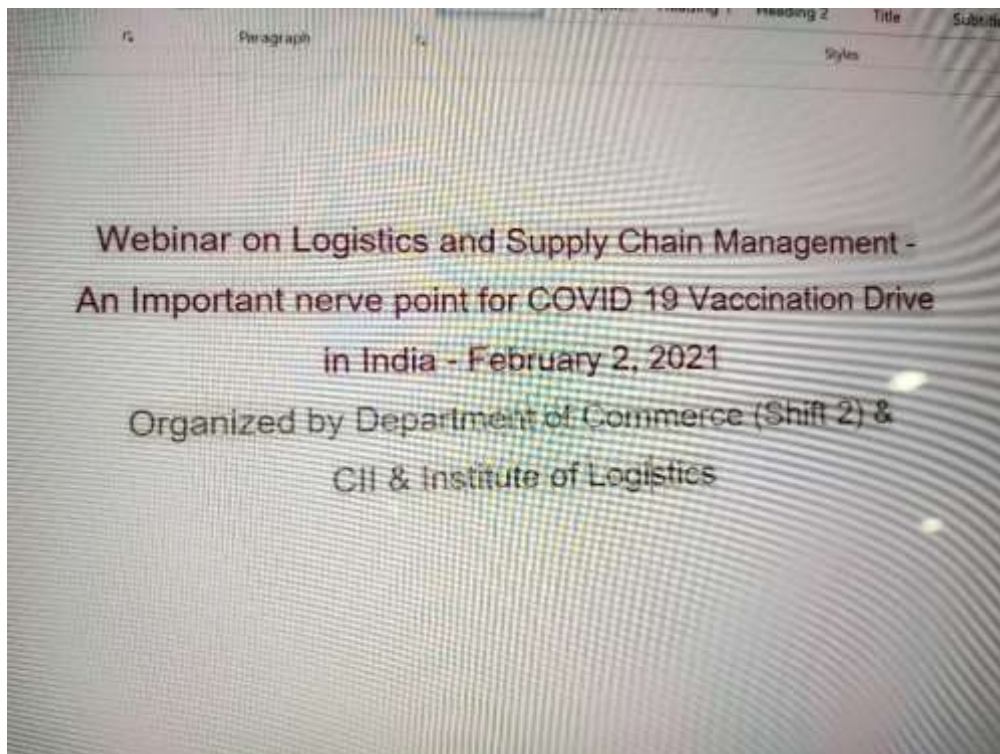 Paragraph
Heading 2
Title
Styles
Webinar on Logistics and Supply Chain Management -
An Important nerve point for COVID 19 Vaccination Drive
in India - February 2, 2021
Organized by Department of Commerce (Shift 2) &
CII & Institute of Logistics